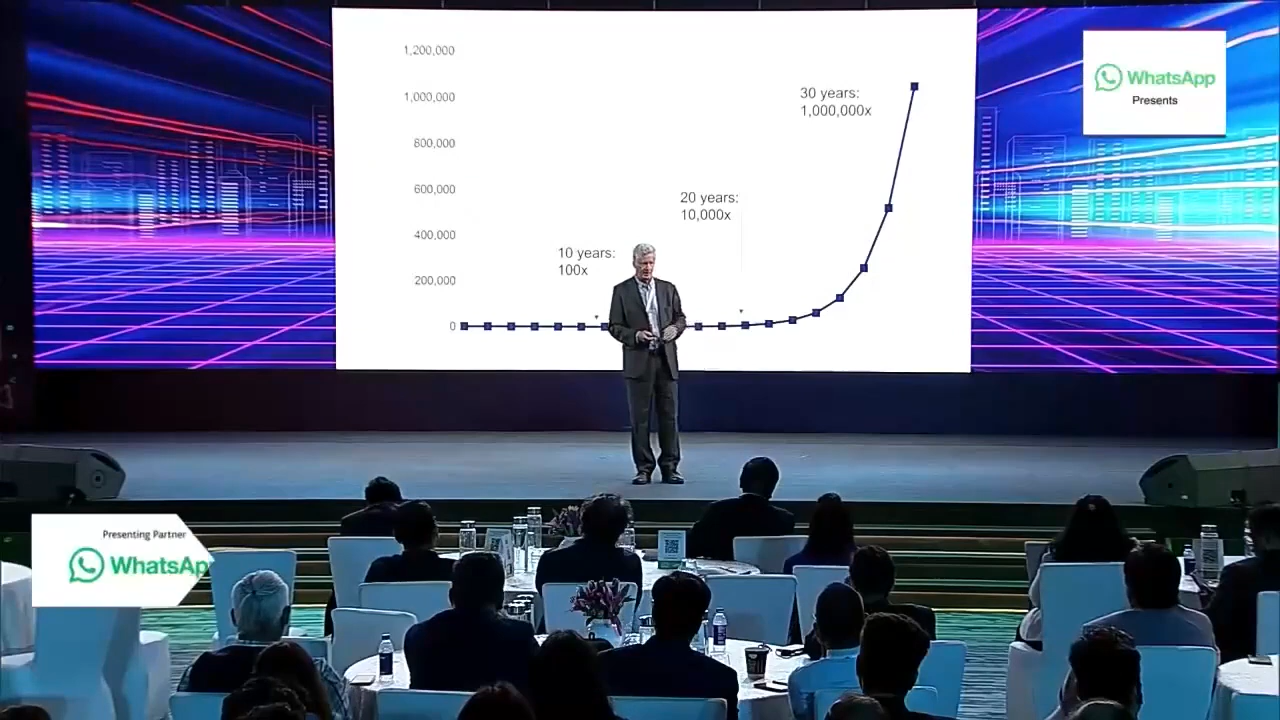 1,200,000
1,000,000
800,000
600,000
400,000
200,000
0
10 years:
100x
20 years:
10,000x
30 years:
1,000,000x
WhatsApp
Presents
Presenting Partner
WhatsApp